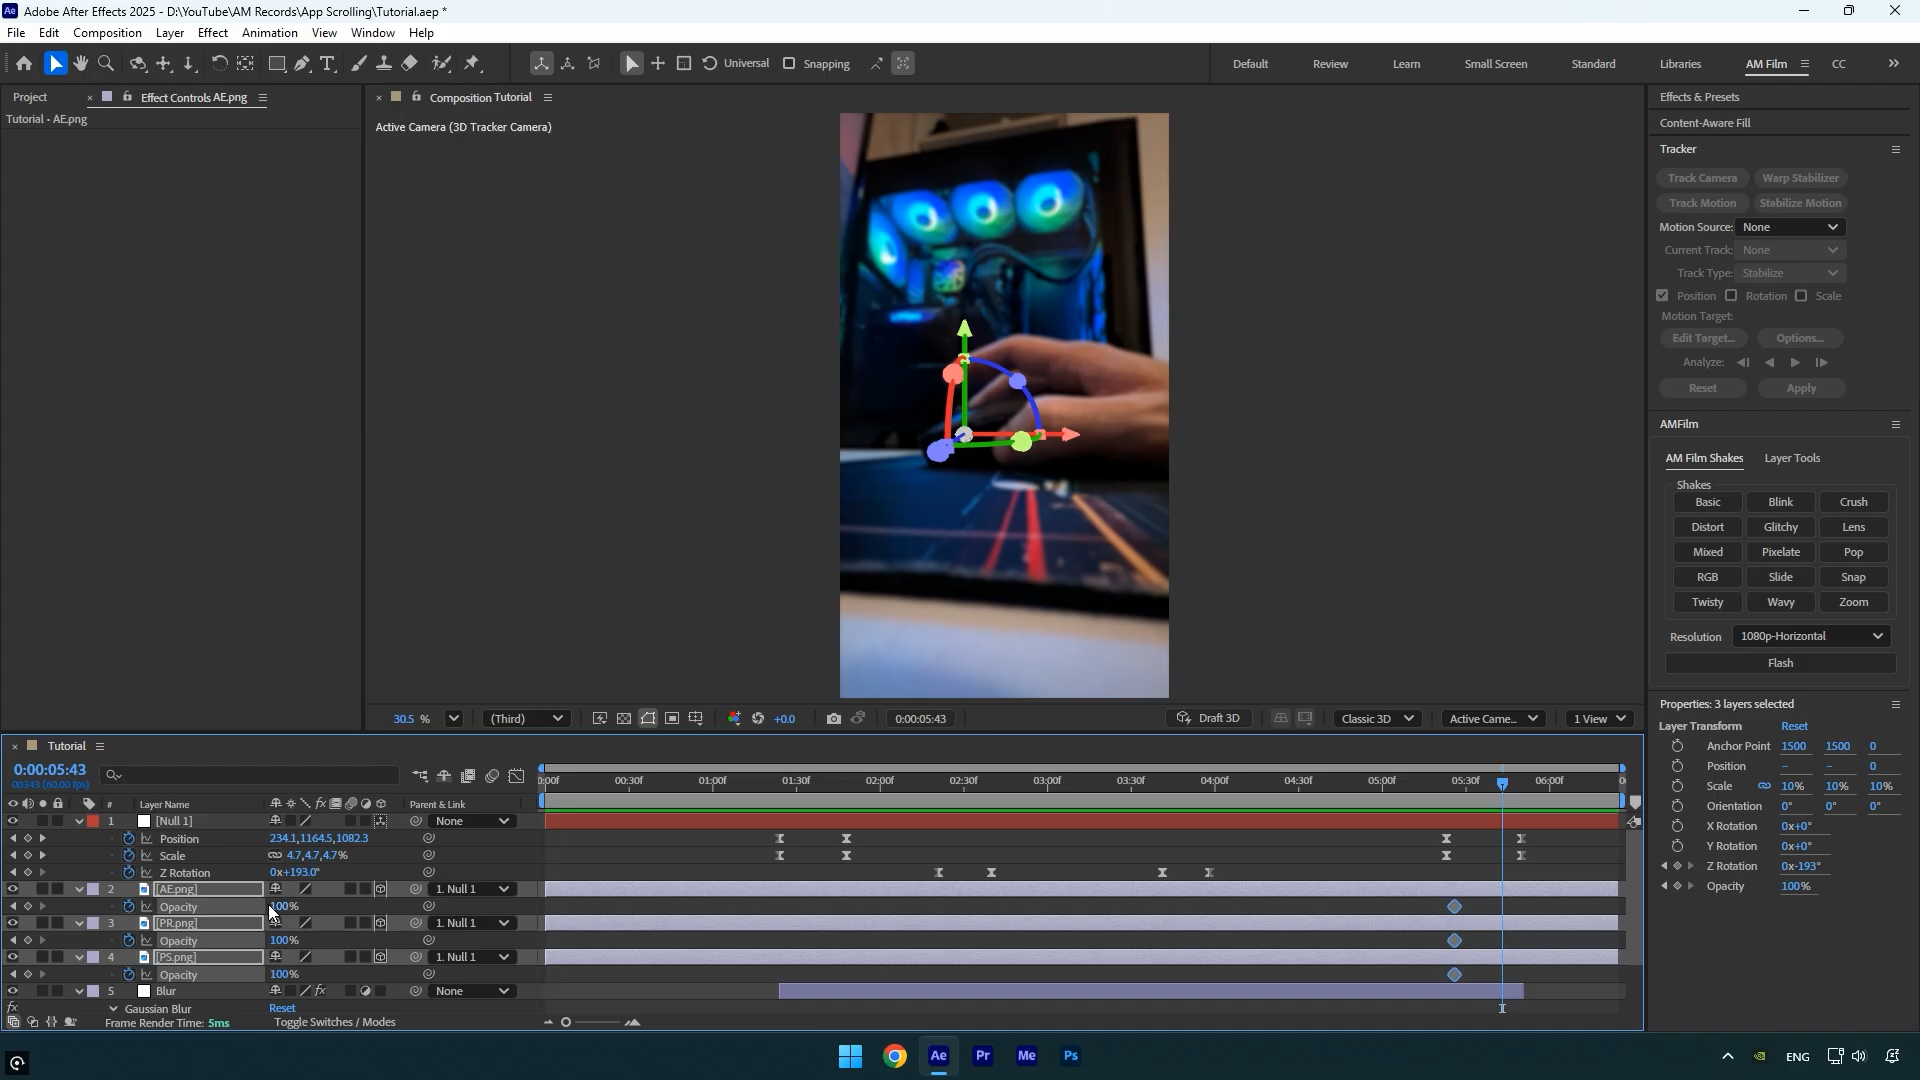 Adobe After Effects 2025 - D:\YouTube\AM Records\App Scrolling\Tutorial.aep *
File Edit Composition Layer Effect Animation View Window Help
Universal Snapping Default Review Learn Small Screen Standard Libraries AM Film CC
Project Effect Controls AE.png
Tutorial - AE.png
Composition Tutorial
Active Camera (3D Tracker Camera)
Effects & Presets
Content-Aware Fill
Tracker
Track Camera Warp Stabilizer
Track Motion Stabilize Motion
Motion Source: None
Current Track: None
Track Type: Stabilize
Position Rotation Scale
Motion Target:
Edit Target... Options...
Analyze:
Reset Apply
AMFilm
AM Film Shakes Layer Tools
Shakes
Basic Blink Crush
Distort Glitchy Lens
Mixed Pixelate Pop
RGB Slide Snap
Twisty Wavy Zoom
Resolution 1080p-Horizontal
Flash
Properties: 3 layers selected
Layer Transform Reset
Anchor Point 1500 1500 0
Position – – 0
Scale 10% 10% 10%
Orientation 0° 0° 0°
X Rotation 0x+0°
Y Rotation 0x+0°
Z Rotation 0x-193°
Opacity 100%
30.5 % (Third) +0.0 0:00:05:43 Draft 3D Classic 3D Active Came... 1 View
Tutorial
0:00:05:43
00343 (60.00 fps)
:00f 00:30f 01:00f 01:30f 02:00f 02:30f 03:00f 03:30f 04:00f 04:30f 05:00f 05:30f 06:00f
# Layer Name fx Parent & Link
1 [Null 1] None
Position 234.1,1164.5,1082.3
Scale 4.7,4.7,4.7%
Z Rotation 0x+193.0°
2 [AE.png] 1. Null 1
Opacity 100%
3 [PR.png] 1. Null 1
Opacity 100%
4 [PS.png] 1. Null 1
Opacity 100%
5 Blur fx None
fx Gaussian Blur Reset
Frame Render Time: 5ms Toggle Switches / Modes
Ae Pr Me Ps ENG